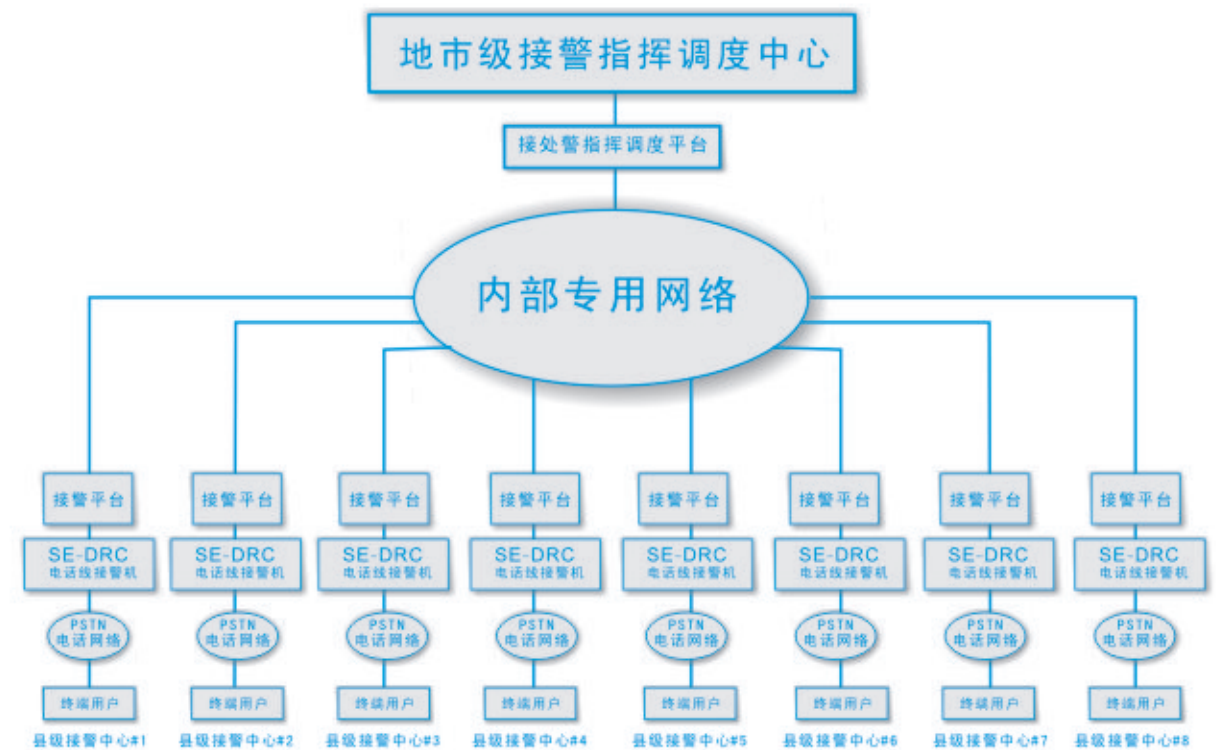 地市级接警指挥调度中心
接处警指挥调度平台
内部专用网络
接警平台 接警平台 接警平台 接警平台 接警平台 接警平台 接警平台 接警平台
SE-DRC SE-DRC SE-DRC SE-DRC SE-DRC SE-DRC SE-DRC SE-DRC
电话线接警机 电话线接警机 电话线接警机 电话线接警机 电话线接警机 电话线接警机 电话线接警机 电话线接警机
PSTN PSTN PSTN PSTN PSTN PSTN PSTN PSTN
电话网络 电话网络 电话网络 电话网络 电话网络 电话网络 电话网络 电话网络
终端用户 终端用户 终端用户 终端用户 终端用户 终端用户 终端用户 终端用户
县级接警中心#1 县级接警中心#2 县级接警中心#3 县级接警中心#4 县级接警中心#5 县级接警中心#6 县级接警中心#7 县级接警中心#8